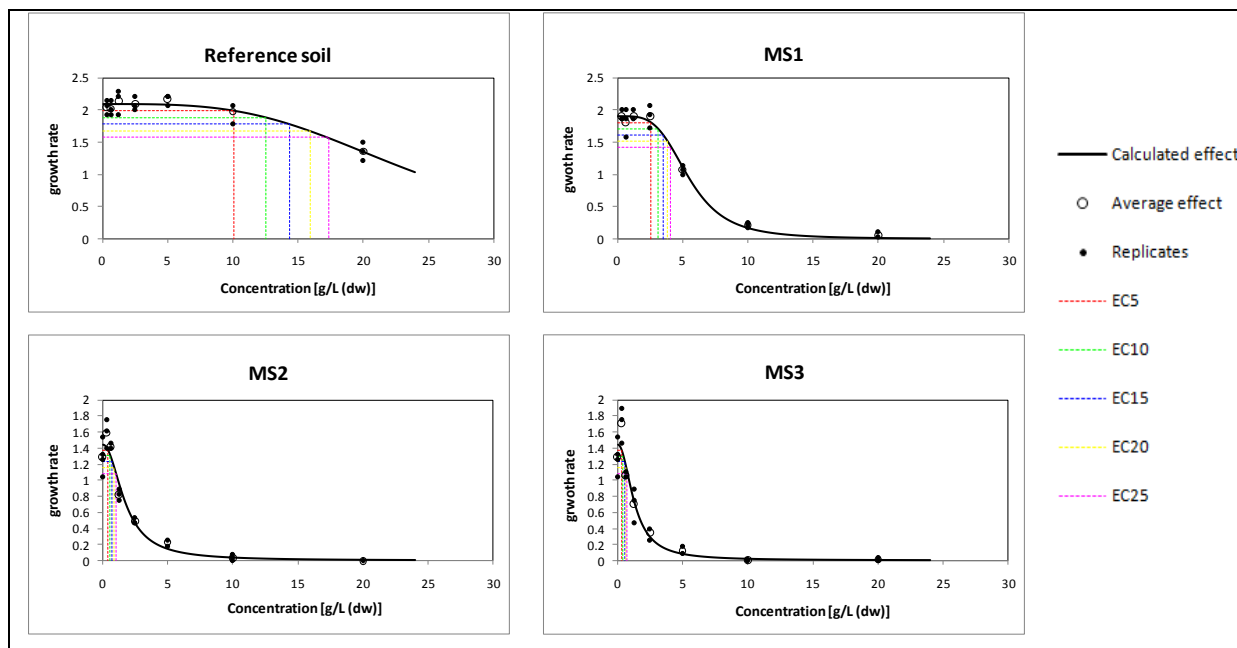 Reference soil
growth rate
2.5
2
1.5
1
0.5
0
0 5 10 15 20 25 30
Concentration [g/L (dw)]
MS1
gwoth rate
2.5
2
1.5
1
0.5
0
0 5 10 15 20 25 30
Concentration [g/L (dw)]
MS2
growth rate
2
1.8
1.6
1.4
1.2
1
0.8
0.6
0.4
0.2
0
0 5 10 15 20 25 30
Concentration [g/L (dw)]
MS3
grwoth rate
2
1.8
1.6
1.4
1.2
1
0.8
0.6
0.4
0.2
0
0 5 10 15 20 25 30
Concentration [g/L (dw)]
Calculated effect
Average effect
Replicates
EC5
EC10
EC15
EC20
EC25